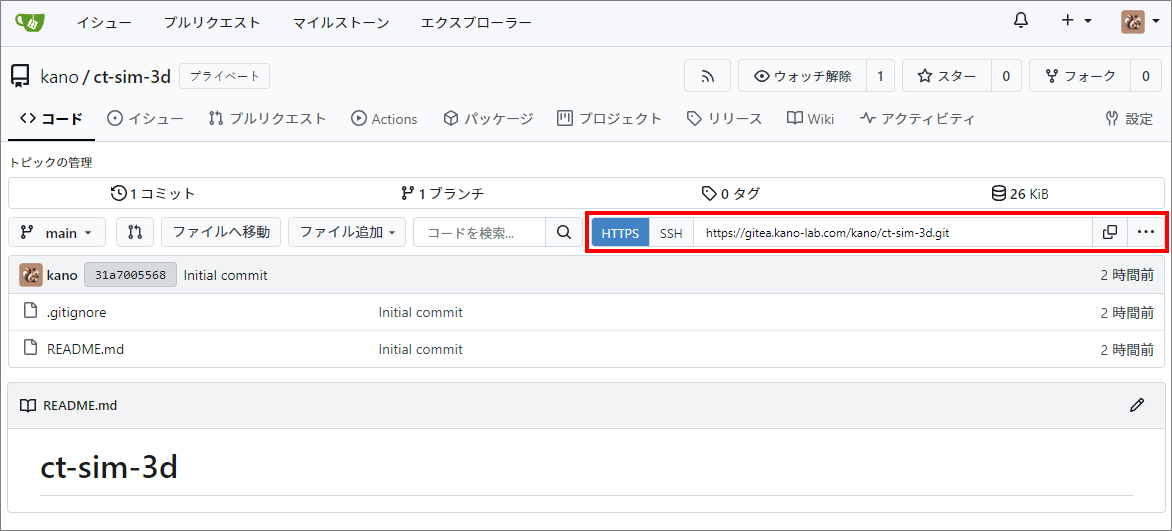 イシュー プルリクエスト マイルストーン エクスプローラー
kano / ct-sim-3d プライベート ウォッチ解除 1 スター 0 フォーク 0
コード イシュー プルリクエスト Actions パッケージ プロジェクト リリース Wiki アクティビティ 設定
トピックの管理
1 コミット 1 ブランチ 0 タグ 26 KiB
main ファイルへ移動 ファイル追加 コードを検索... HTTPS SSH https://gitea.kano-lab.com/kano/ct-sim-3d.git
kano 31a7005568 Initial commit 2 時間前
.gitignore Initial commit 2 時間前
README.md Initial commit 2 時間前
README.md
ct-sim-3d